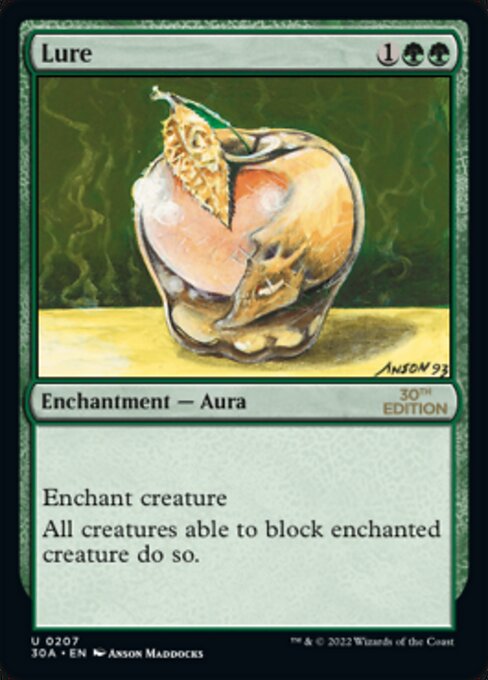 Lure 1
ANSON 93
Enchantment — Aura
30TH
EDITION
Enchant creature
All creatures able to block enchanted
creature do so.
U 0207
30A • EN Anson Maddocks
™ & © 2022 Wizards of the Coast